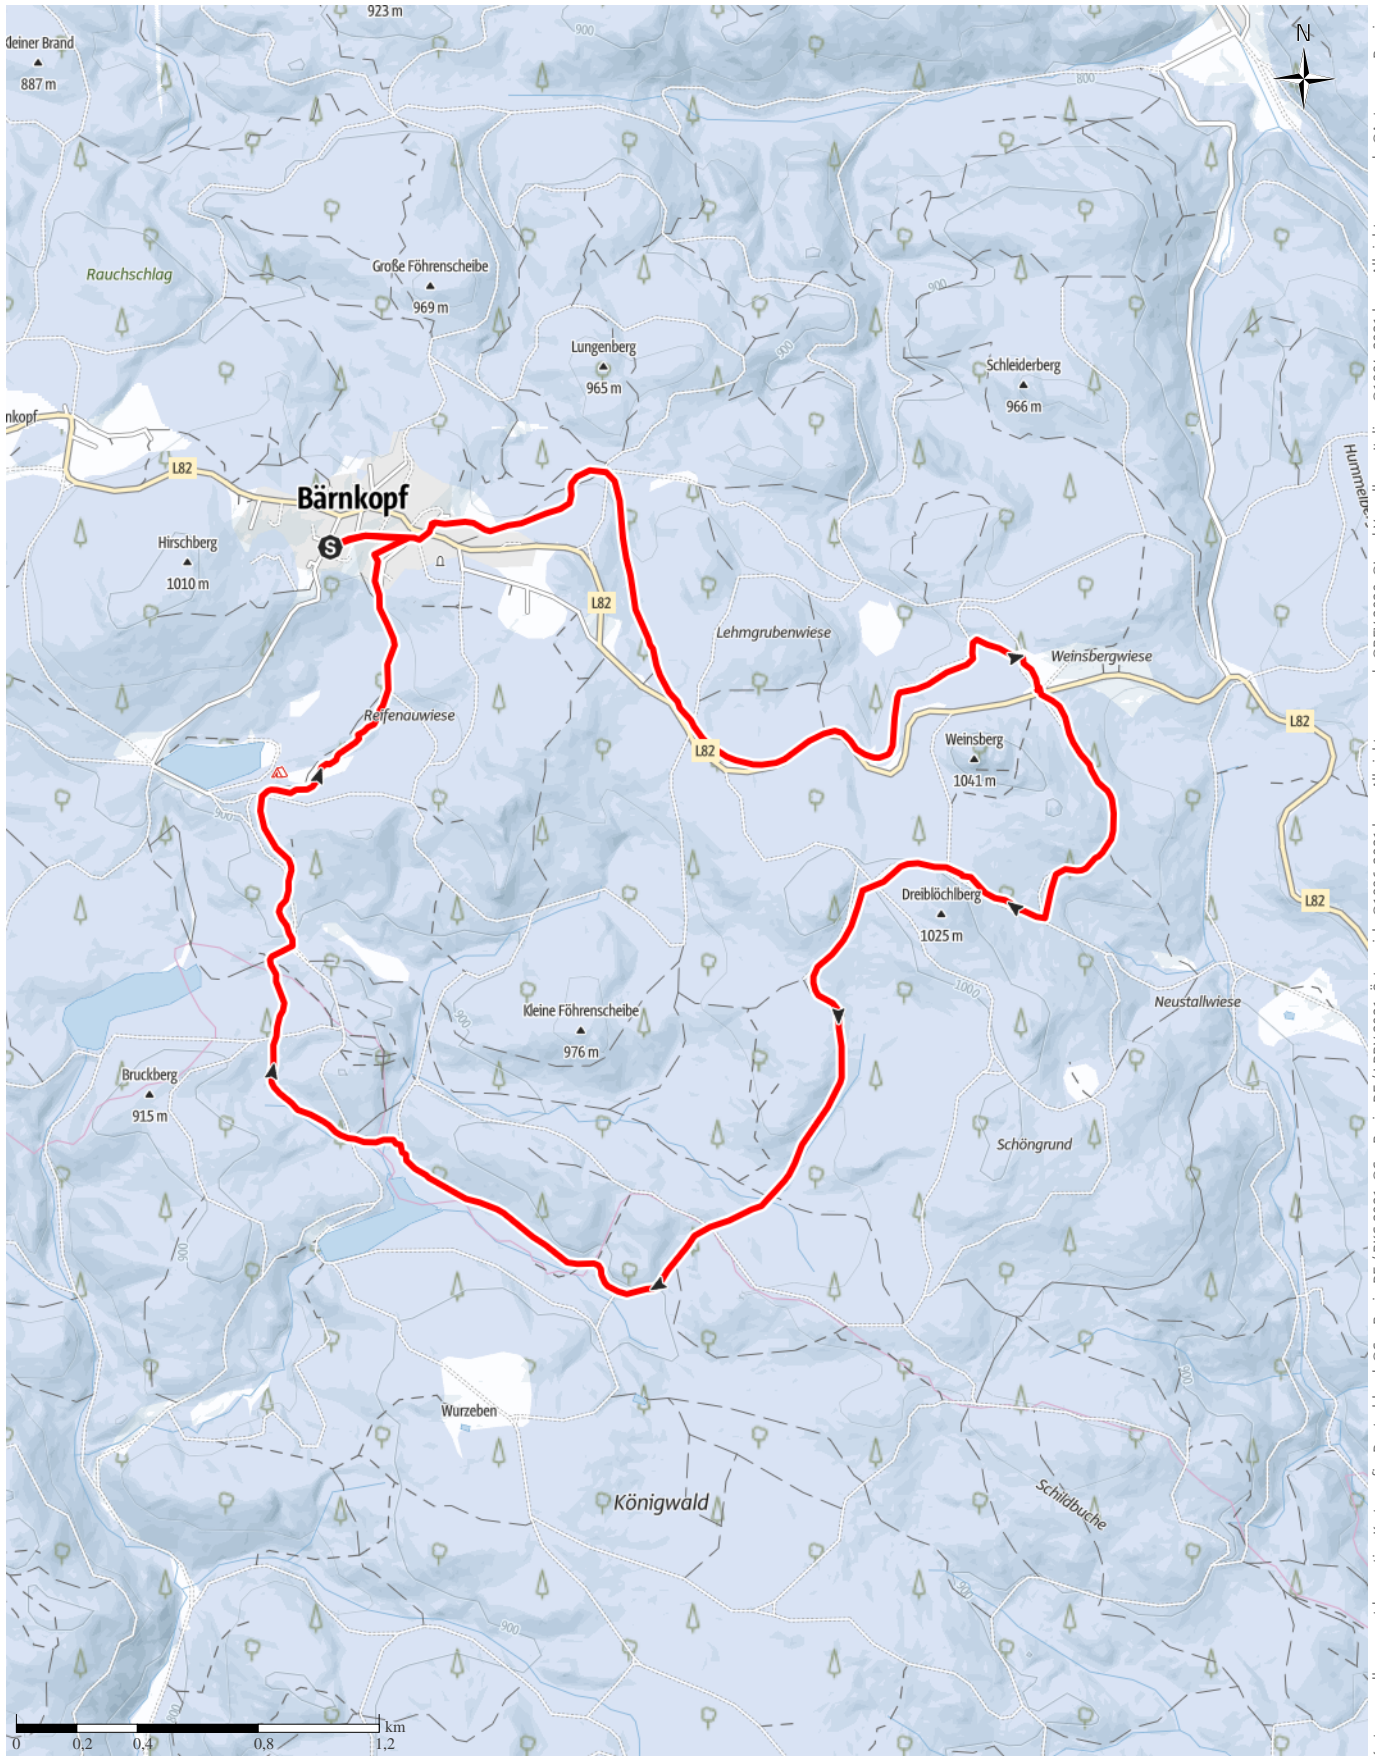 923 m
900
N
Kleiner Brand
887 m
800
Rauchschlag
Große Föhrenscheibe
969 m
900
Lungenberg
965 m
900
Schleiderberg
966 m
nkopf
L82
Bärnkopf
Hirschberg
1010 m
L82
Lehmgrubenwiese
Weinsbergwiese
Reifenauwiese
L82
L82
Weinsberg
1041 m
900
Dreiblöchlberg
1025 m
L82
1000
Neustallwiese
Kleine Föhrenscheibe
976 m
900
Bruckberg
915 m
Schöngrund
900
900
Wurzeben
Königwald
Schildbuche
900
900
900
km
0
0,2
0,4
0,8
1,2